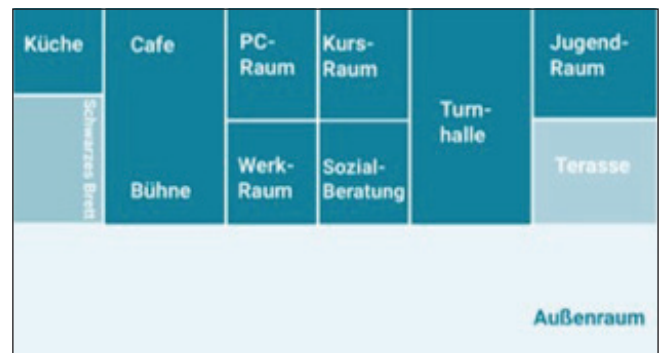 Küche
Cafe
PC-
Raum
Kurs-
Raum
Turn-
halle
Jugend-
Raum
Schwarzes Brett
Bühne
Werk-
Raum
Sozial-
Beratung
Terasse
Außenraum